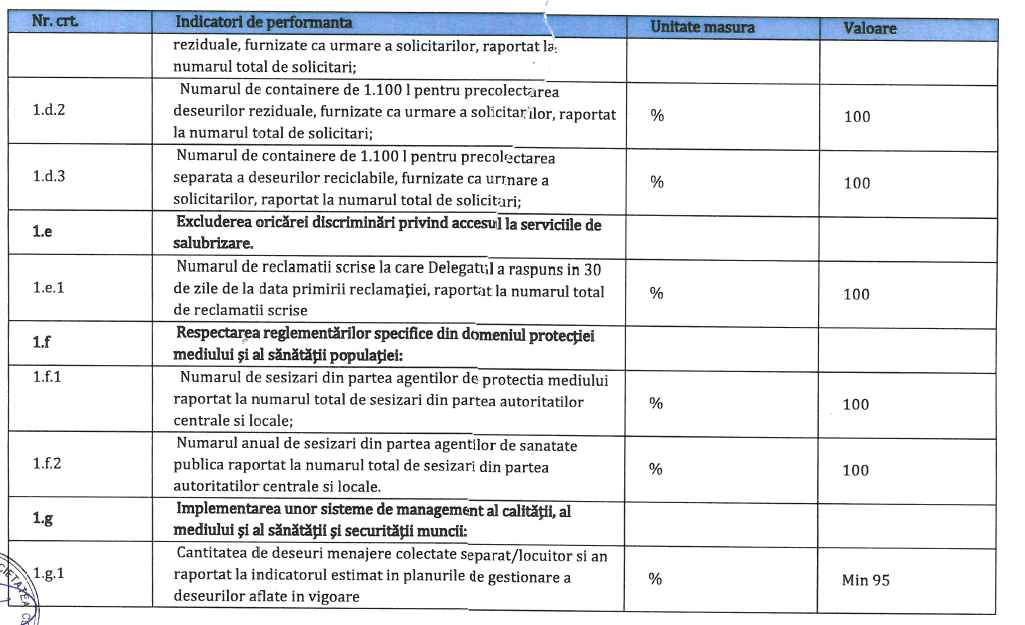 Nr. crt. Indicatori de performanta Unitate masura Valoare
reziduale, furnizate ca urmare a solicitarilor, raportat la
numarul total de solicitari;
Numarul de containere de 1.100 l pentru precolectarea
1.d.2 deseurilor reziduale, furnizate ca urmare a solicitarilor, raportat % 100
la numarul total de solicitari;
Numarul de containere de 1.100 l pentru precolectarea
1.d.3 separata a deseurilor reciclabile, furnizate ca urmare a % 100
solicitarilor, raportat la numarul total de solicitari;
1.e Excluderea oricărei discriminări privind accesul la serviciile de
salubrizare.
Numarul de reclamatii scrise la care Delegatul a raspuns in 30
1.e.1 de zile de la data primirii reclamației, raportat la numarul total % 100
de reclamatii scrise
1.f Respectarea reglementărilor specifice din domeniul protecției
mediului și al sănătății populației:
1.f.1 Numarul de sesizari din partea agentilor de protectia mediului
raportat la numarul total de sesizari din partea autoritatilor % 100
centrale si locale;
Numarul anual de sesizari din partea agentilor de sanatate
1.f.2 publica raportat la numarul total de sesizari din partea % 100
autoritatilor centrale si locale.
1.g Implementarea unor sisteme de management al calității, al
mediului și al sănătății și securității muncii:
Cantitatea de deseuri menajere colectate separat/locuitor si an
1.g.1 raportat la indicatorul estimat in planurile de gestionare a % Min 95
deseurilor aflate in vigoare